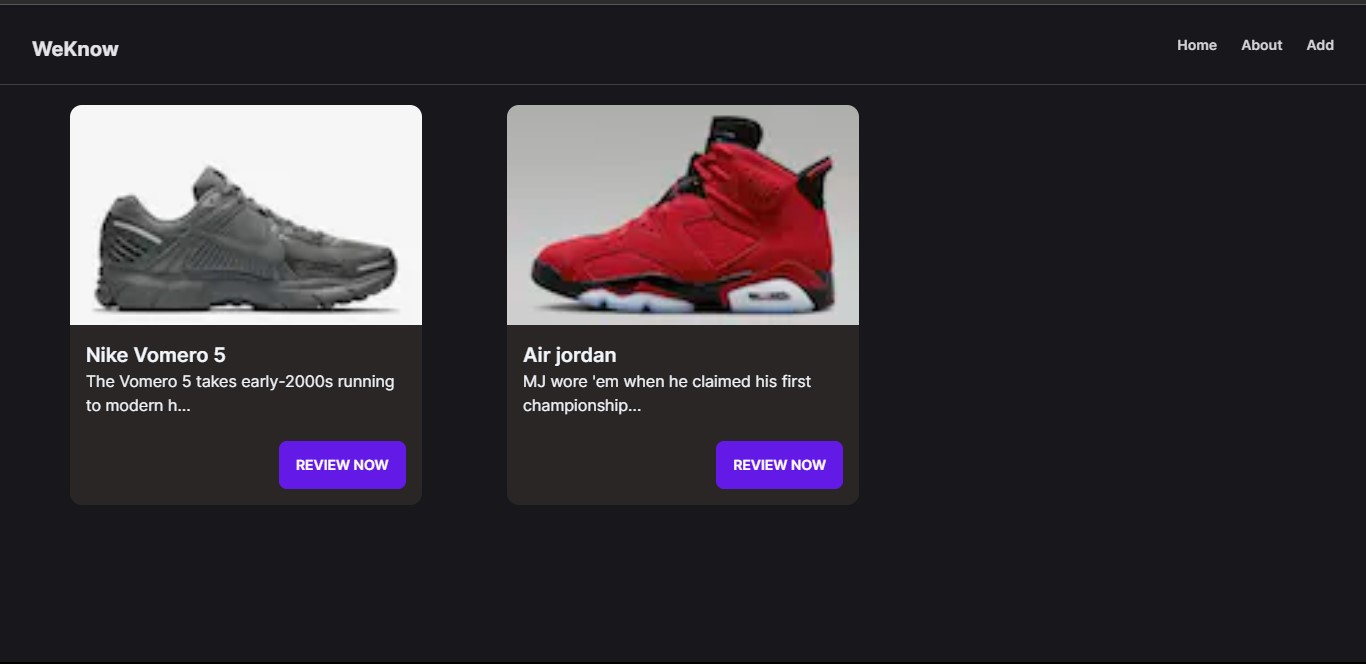 WeKnow
Home About Add
Nike Vomero 5
The Vomero 5 takes early-2000s running
to modern h...
REVIEW NOW
Air jordan
MJ wore 'em when he claimed his first
championship...
REVIEW NOW